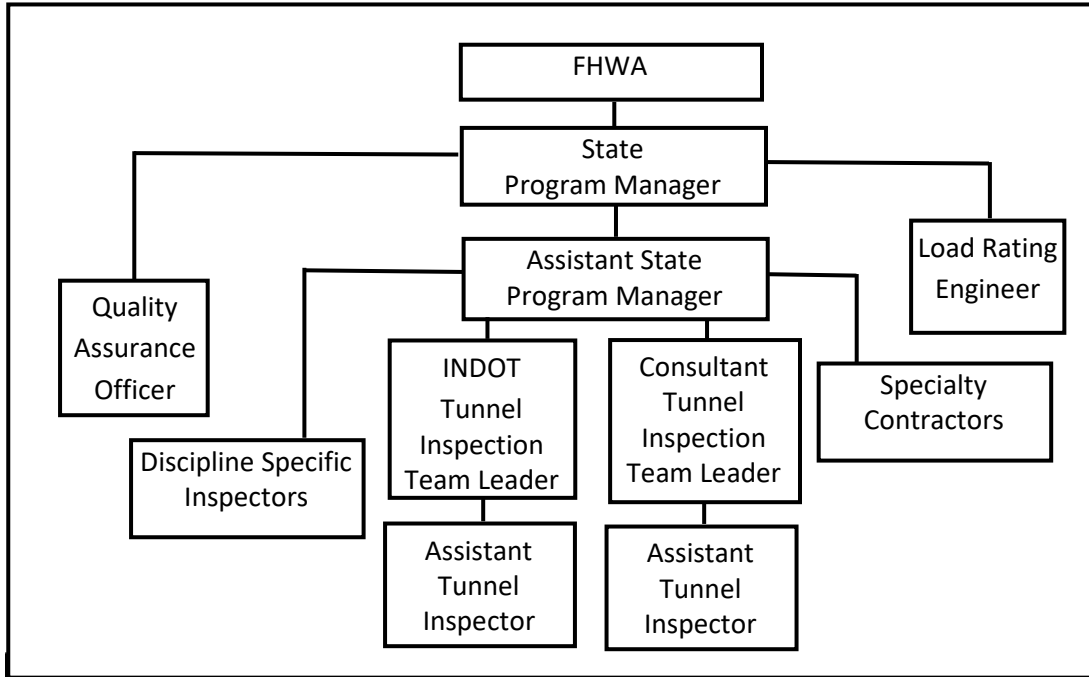 FHWA
State
Program Manager
Assistant State
Program Manager
Load Rating
Engineer
Quality
Assurance
Officer
INDOT
Tunnel
Inspection
Team Leader
Consultant
Tunnel
Inspection
Team Leader
Specialty
Contractors
Discipline Specific
Inspectors
Assistant
Tunnel
Inspector
Assistant
Tunnel
Inspector